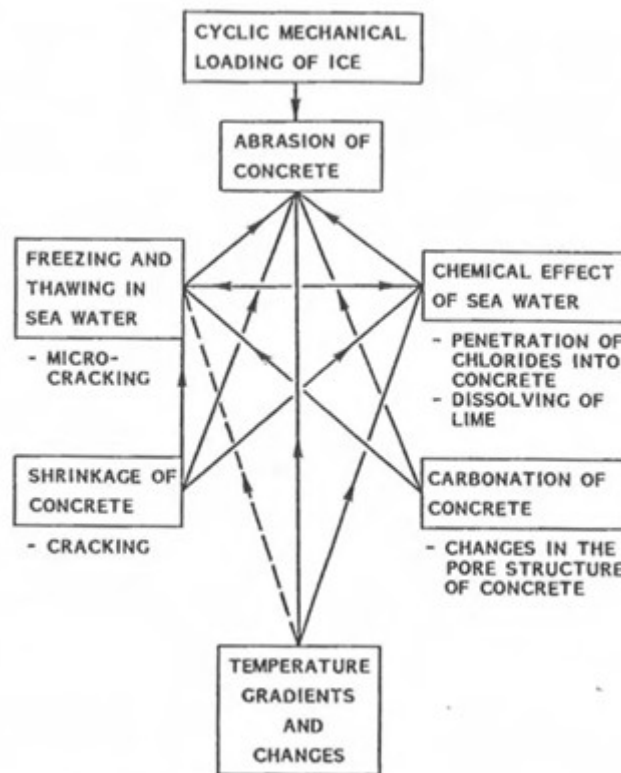 CYCLIC MECHANICAL
LOADING OF ICE
ABRASION OF
CONCRETE
FREEZING AND
THAWING IN
SEA WATER
- MICRO-
CRACKING
CHEMICAL EFFECT
OF SEA WATER
- PENETRATION OF
CHLORIDES INTO
CONCRETE
- DISSOLVING OF
LIME
SHRINKAGE OF
CONCRETE
- CRACKING
CARBONATION OF
CONCRETE
- CHANGES IN THE
PORE STRUCTURE
OF CONCRETE
TEMPERATURE
GRADIENTS
AND
CHANGES